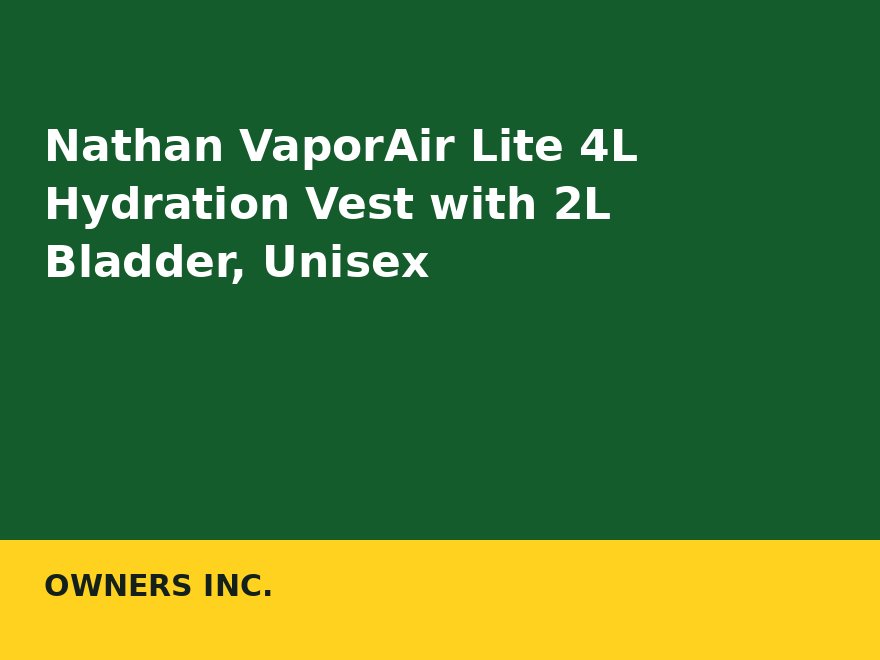 Nathan VaporAir Lite 4L
Hydration Vest with 2L
Bladder, Unisex
OWNERS INC.